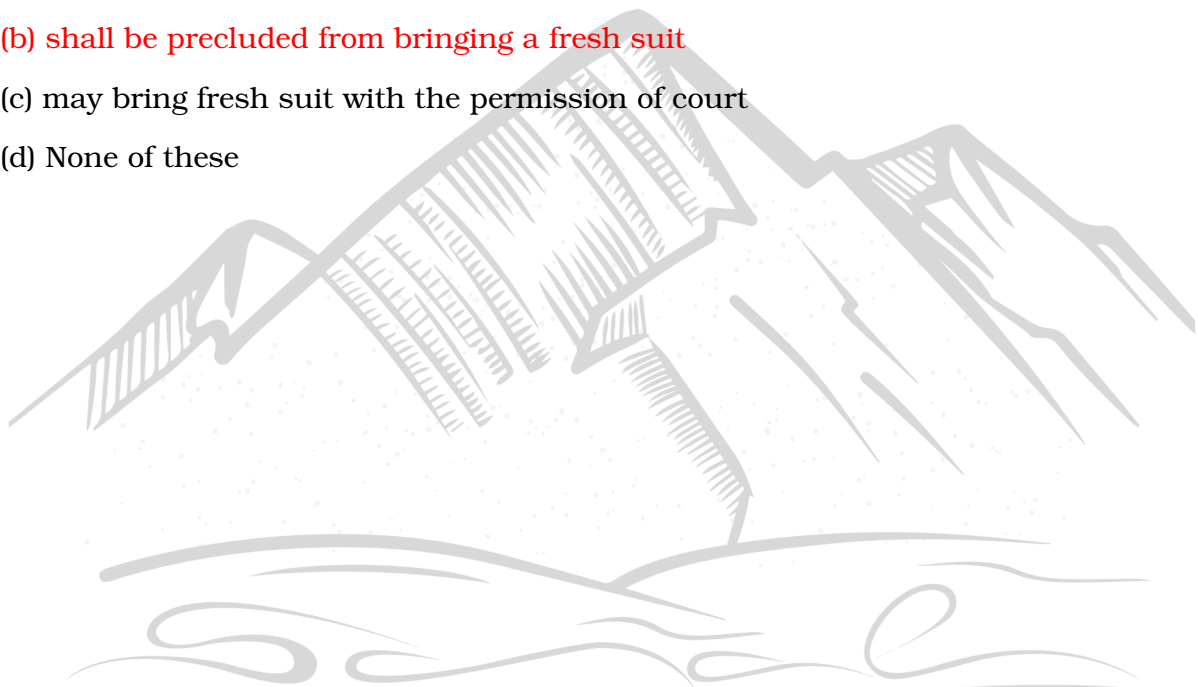 (b) shall be precluded from bringing a fresh suit
(c) may bring fresh suit with the permission of court
(d) None of these